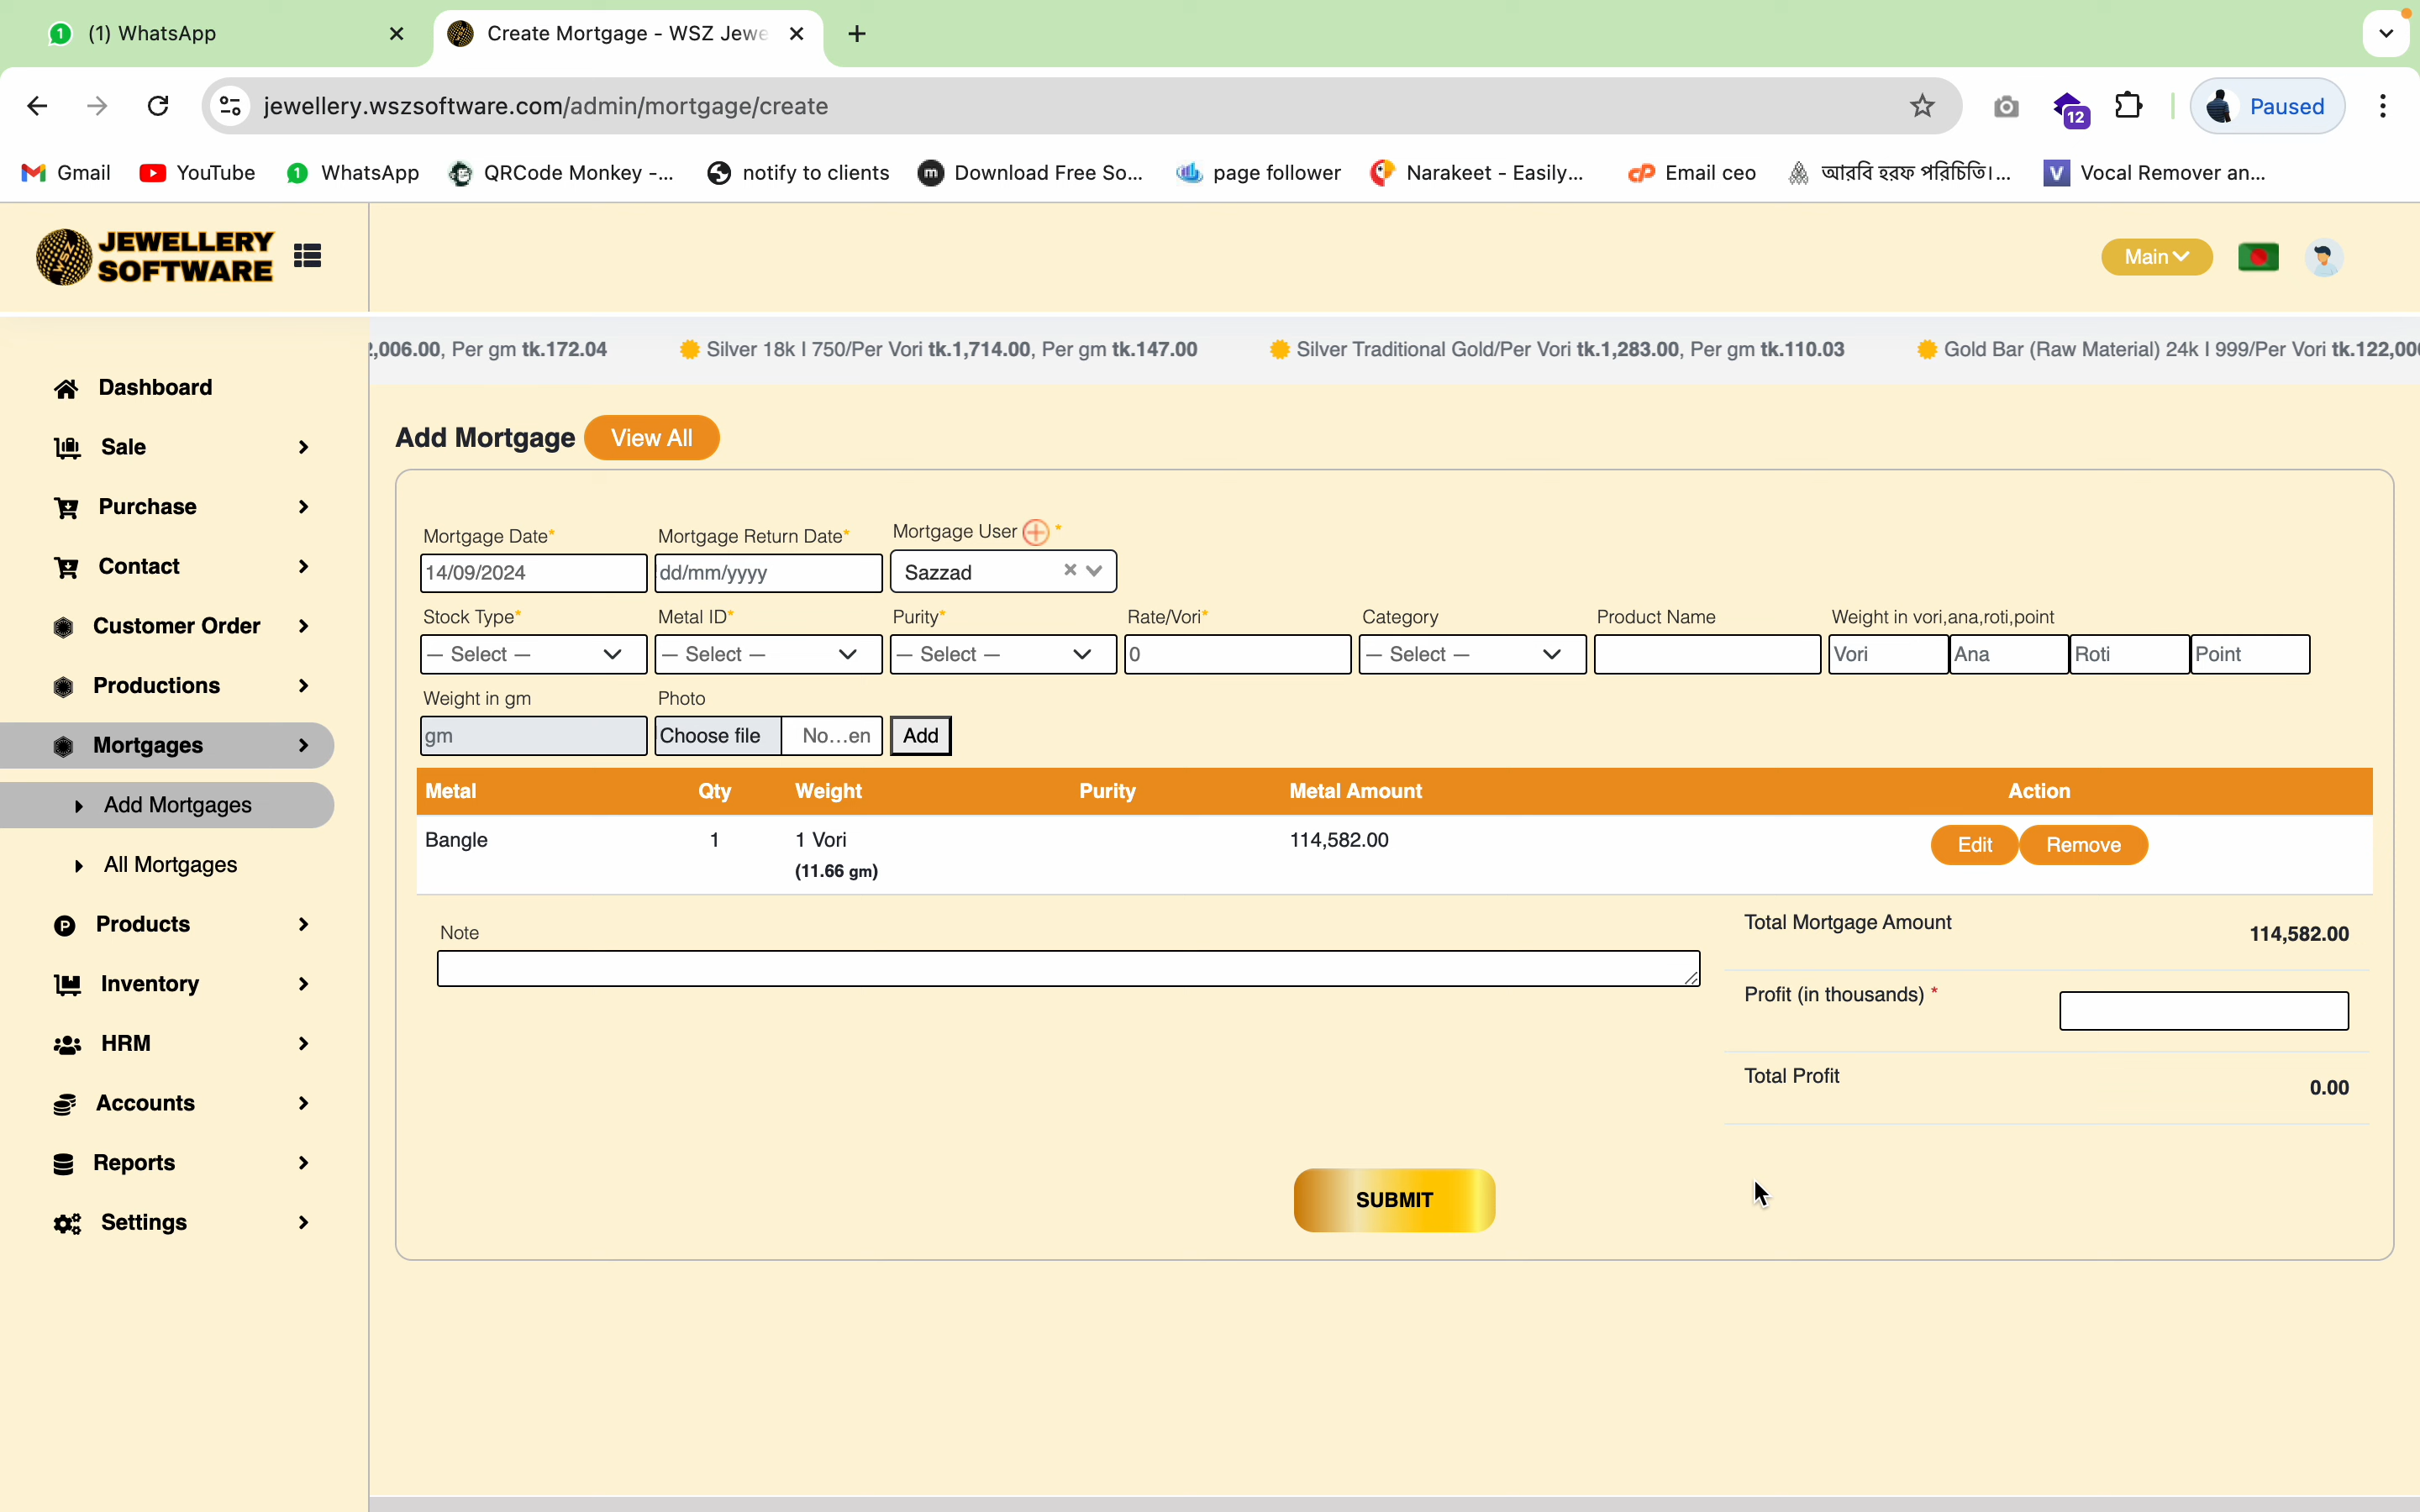 (1) WhatsApp
Create Mortgage - WSZ Jewe
jewellery.wszsoftware.com/admin/mortgage/create
12
Paused
Gmail
YouTube
WhatsApp
QRCode Monkey -...
notify to clients
Download Free So...
page follower
Narakeet - Easily...
Email ceo
আরবি হরফ পরিচিতি।...
Vocal Remover an...
WSZ JEWELLERY
SOFTWARE
Main
2,006.00, Per gm tk.172.04
Silver 18k I 750/Per Vori tk.1,714.00, Per gm tk.147.00
Silver Traditional Gold/Per Vori tk.1,283.00, Per gm tk.110.03
Gold Bar (Raw Material) 24k I 999/Per Vori tk.122,00
Dashboard
Sale
Purchase
Contact
Customer Order
Productions
Mortgages
Add Mortgages
All Mortgages
Products
Inventory
HRM
Accounts
Reports
Settings
Add Mortgage View All
Mortgage Date* Mortgage Return Date* Mortgage User *
14/09/2024 dd/mm/yyyy Sazzad
Stock Type* Metal ID* Purity* Rate/Vori* Category Product Name Weight in vori,ana,roti,point
— Select — — Select — — Select — 0 — Select — Vori Ana Roti Point
Weight in gm Photo
gm Choose file No...en Add
Metal Qty Weight Purity Metal Amount Action
Bangle 1 1 Vori 114,582.00 Edit Remove
(11.66 gm)
Note
Total Mortgage Amount 114,582.00
Profit (in thousands) *
Total Profit 0.00
SUBMIT